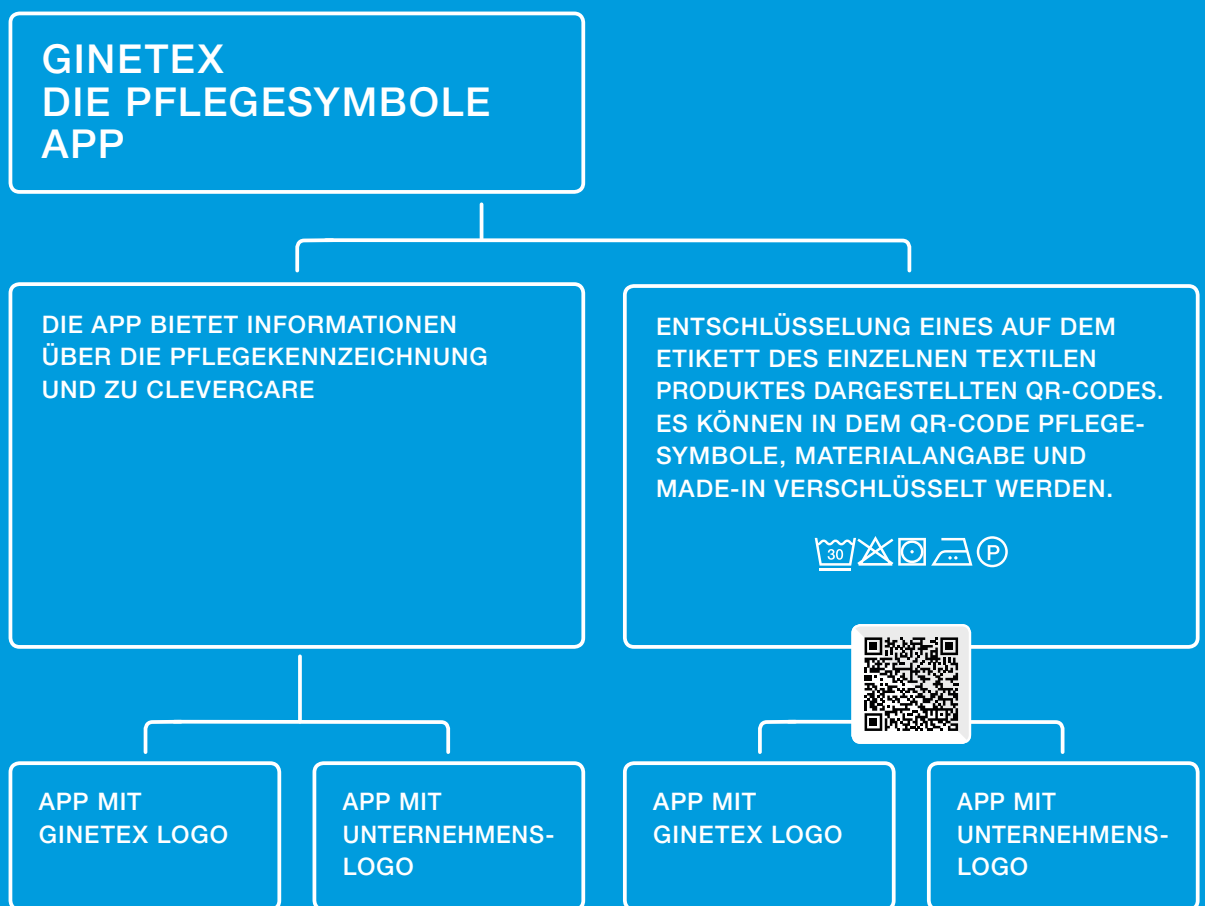 GINETEX
DIE PFLEGESYMBOLE
APP
DIE APP BIETET INFORMATIONEN
ÜBER DIE PFLEGEKENNZEICHNUNG
UND ZU CLEVERCARE
ENTSCHLÜSSELUNG EINES AUF DEM
ETIKETT DES EINZELNEN TEXTILEN
PRODUKTES DARGESTELLTEN QR-CODES.
ES KÖNNEN IN DEM QR-CODE PFLEGE-
SYMBOLE, MATERIALANGABE UND
MADE-IN VERSCHLÜSSELT WERDEN.
30 P
APP MIT
GINETEX LOGO
APP MIT
UNTERNEHMENS-
LOGO
APP MIT
GINETEX LOGO
APP MIT
UNTERNEHMENS-
LOGO